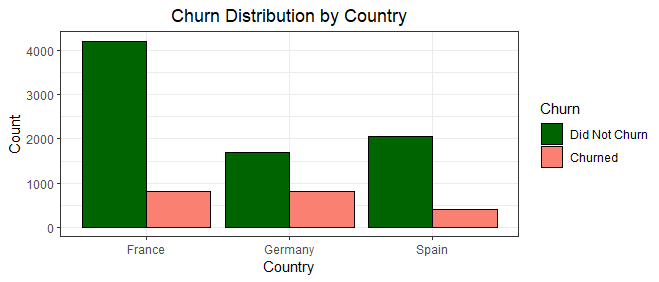 Churn Distribution by Country
Count
4000
3000
2000
1000
0
France
Germany
Spain
Country
Churn
Did Not Churn
Churned